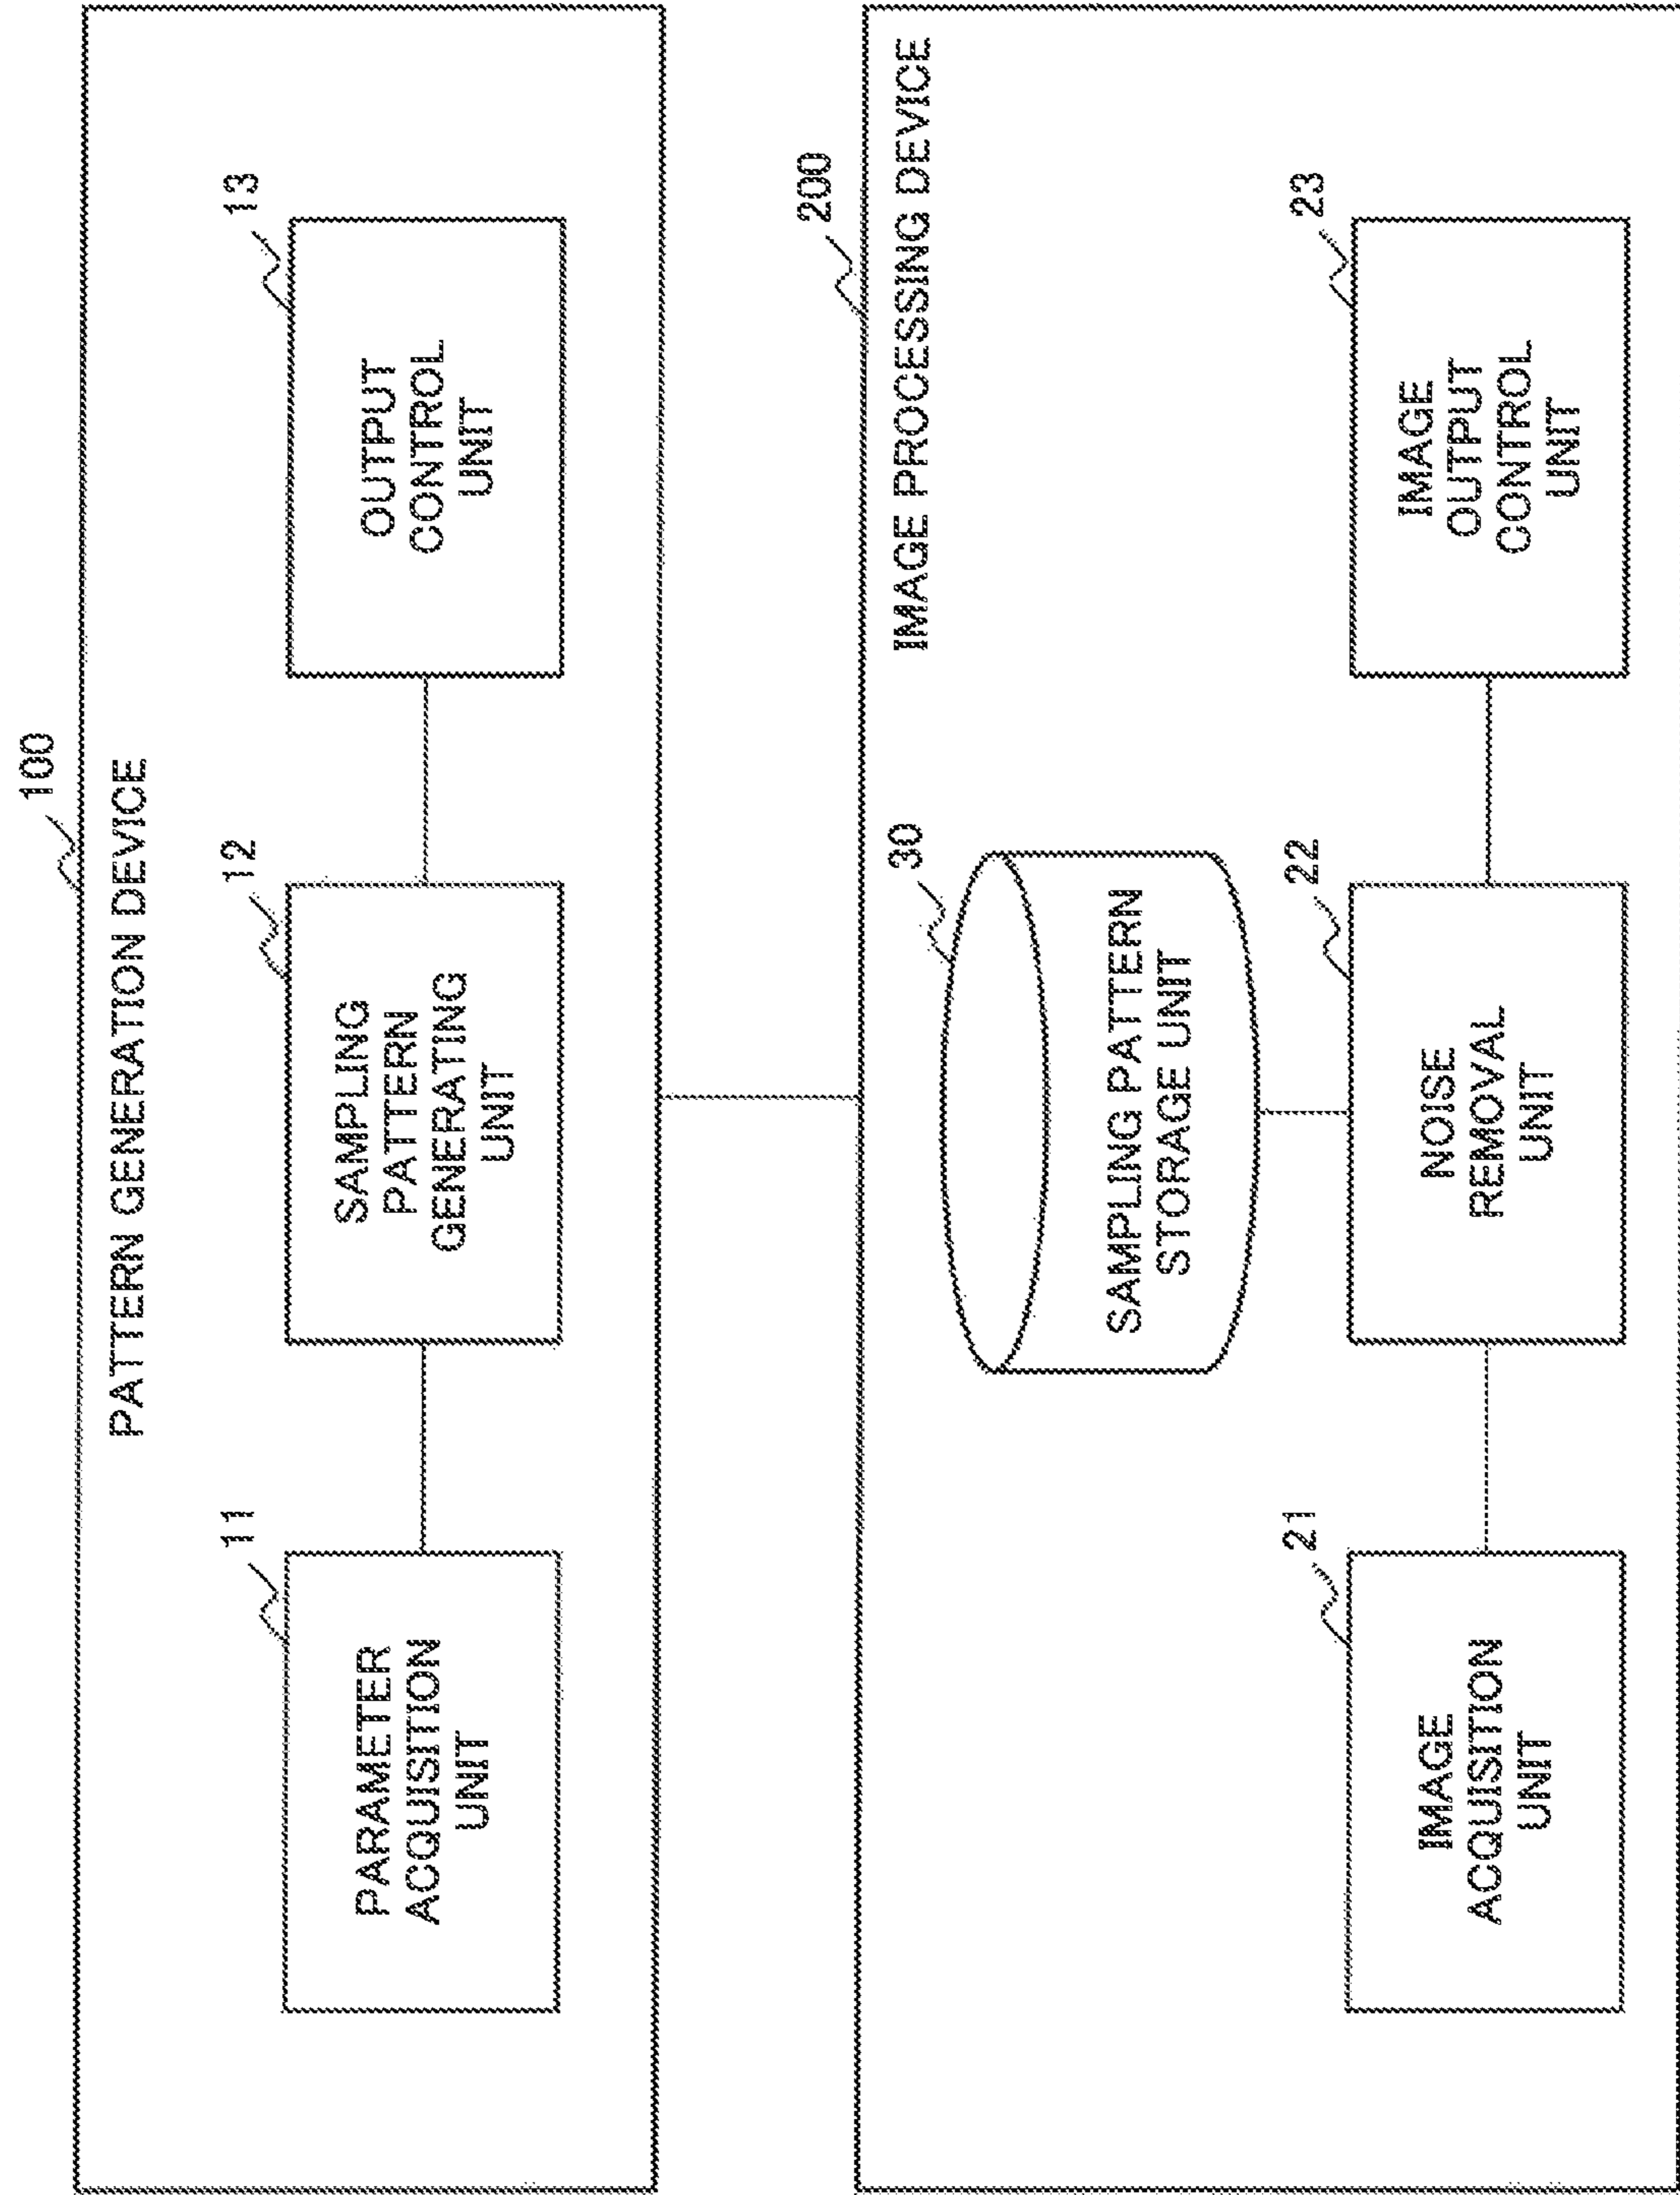 100
PATTERN GENERATION DEVICE
11
PARAMETER
ACQUISITION
UNIT
12
SAMPLING
PATTERN
GENERATING
UNIT
13
OUTPUT
CONTROL
UNIT
200
IMAGE PROCESSING DEVICE
30
SAMPLING PATTERN
STORAGE UNIT
21
IMAGE
ACQUISITION
UNIT
22
NOISE
REMOVAL
UNIT
23
IMAGE
OUTPUT
CONTROL
UNIT